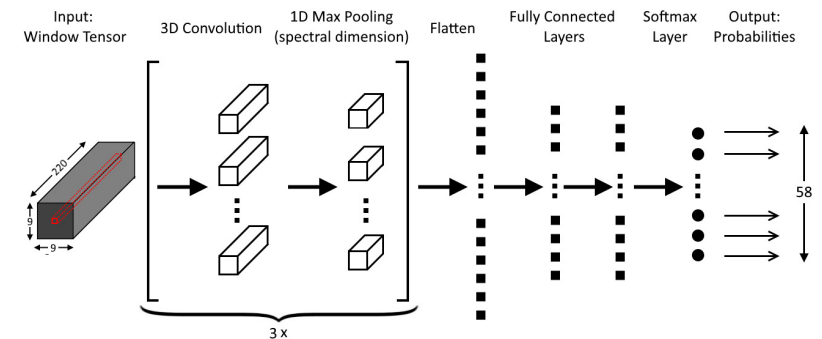 Input:
Window Tensor
3D Convolution
1D Max Pooling
(spectral dimension)
Flatten
Fully Connected
Layers
Softmax
Layer
Output:
Probabilities
220
9
9
58
3 x